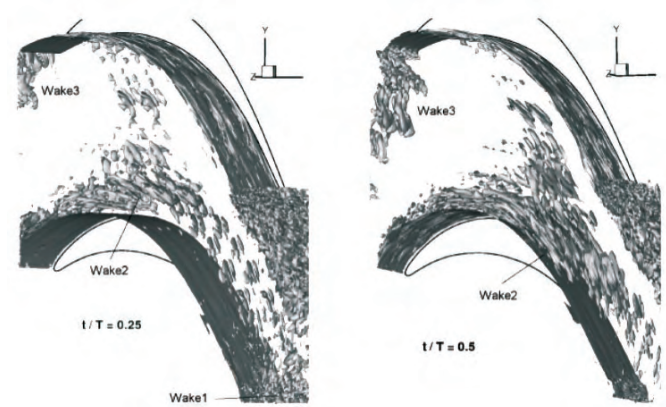 Y
Z
Wake3
Wake2
t / T = 0.25
Wake1
Y
Z
Wake3
Wake2
t / T = 0.5